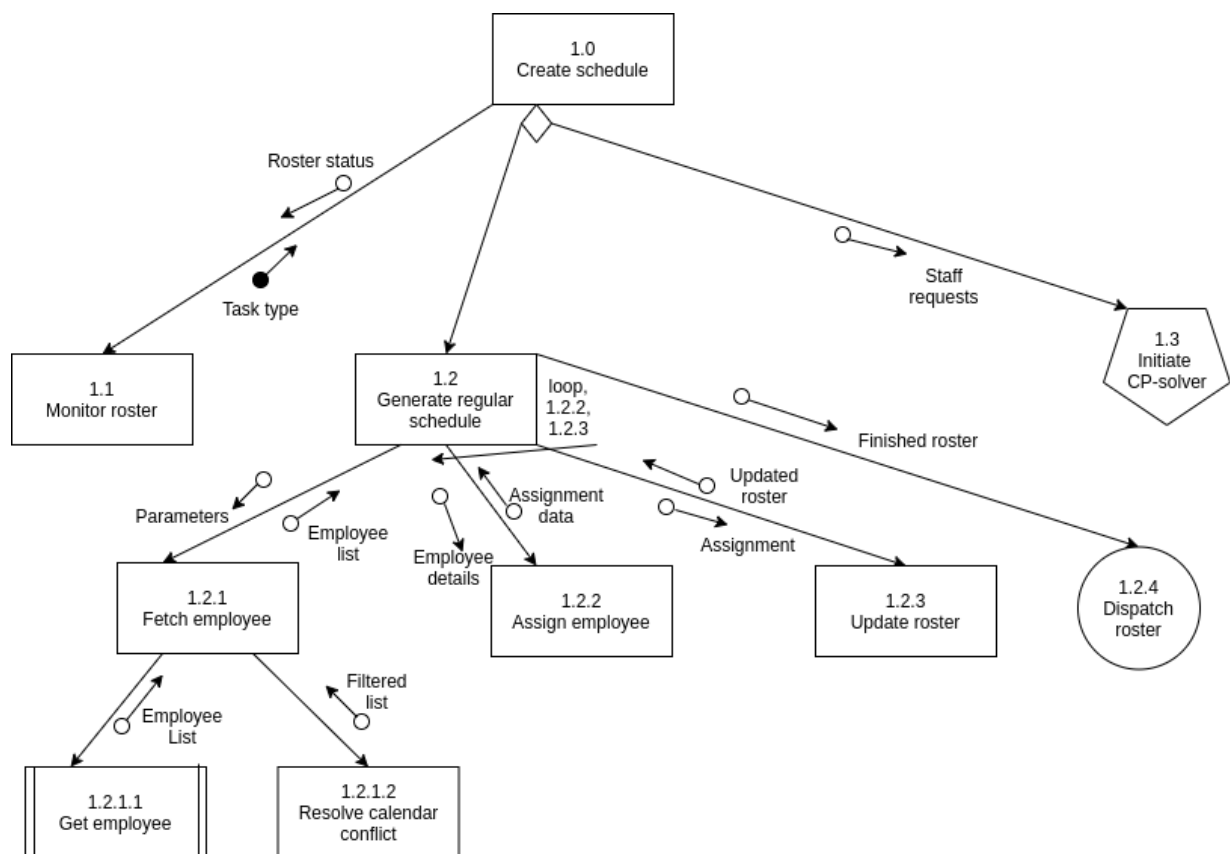 1.0
Create schedule
Roster status
Task type
Staff
requests
1.1
Monitor roster
1.2
Generate regular
schedule
loop,
1.2.2,
1.2.3
1.3
Initiate
CP-solver
Finished roster
Parameters
Employee
list
Employee
details
Assignment
data
Updated
roster
Assignment
1.2.1
Fetch employee
1.2.2
Assign employee
1.2.3
Update roster
1.2.4
Dispatch
roster
Employee
List
Filtered
list
1.2.1.1
Get employee
1.2.1.2
Resolve calendar
conflict